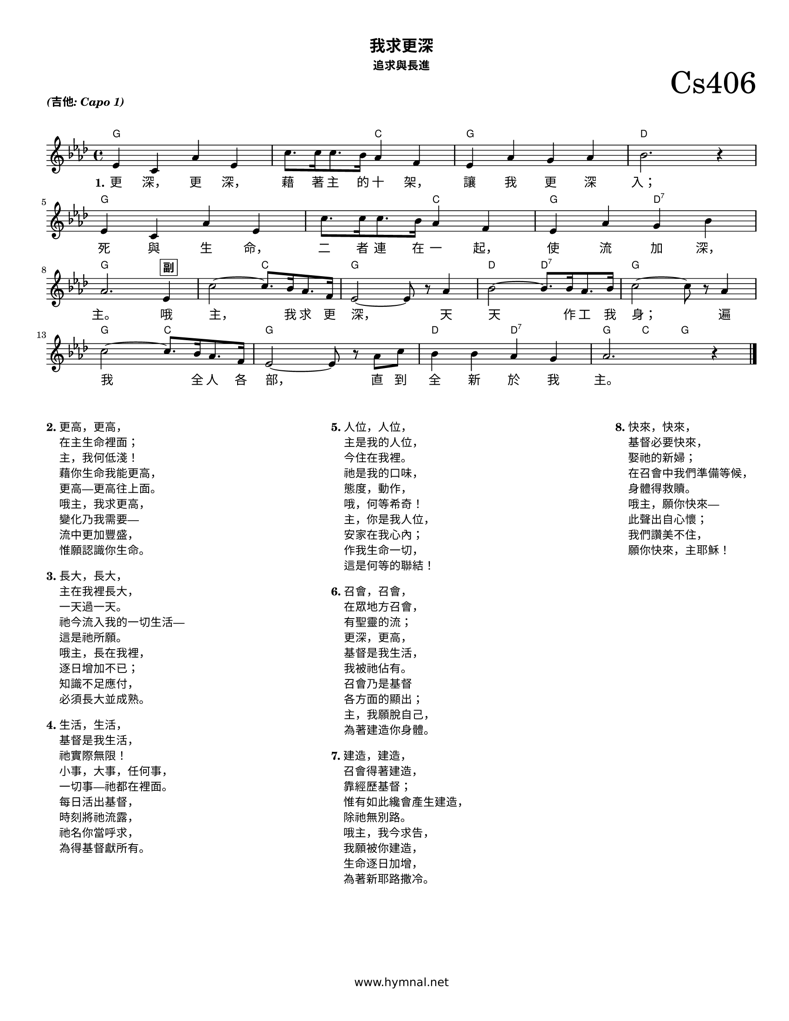 我求更深
追求與長進
Cs406
(吉他: Capo 1)
G C G D
1. 更 深， 更 深， 藉 著主 的十 架， 讓 我 更 深 入；
5 G C G D7
死 與 生 命， 二 者連 在一 起， 使 流 加 深，
8 G 副 C G D D7 G
主。 哦 主， 我求 更 深， 天 天 作工 我 身； 遍
13 G C G D D7 G C G
我 全人 各 部， 直 到 全 新 於 我 主。
2. 更高，更高，
在主生命裡面；
主，我何低淺！
藉你生命我能更高，
更高—更高往上面。
哦主，我求更高，
變化乃我需要—
流中更加豐盛，
惟願認識你生命。
3. 長大，長大，
主在我裡長大，
一天過一天。
祂今流入我的一切生活—
這是祂所願。
哦主，長在我裡，
逐日增加不已；
知識不足應付，
必須長大並成熟。
4. 生活，生活，
基督是我生活，
祂實際無限！
小事，大事，任何事，
一切事—祂都在裡面。
每日活出基督，
時刻將祂流露，
祂名你當呼求，
為得基督獻所有。
5. 人位，人位，
主是我的人位，
今住在我裡。
祂是我的口味，
態度，動作，
哦，何等希奇！
主，你是我人位，
安家在我心內；
作我生命一切，
這是何等的聯結！
6. 召會，召會，
在眾地方召會，
有聖靈的流；
更深，更高，
基督是我生活，
我被祂佔有。
召會乃是基督
各方面的顯出；
主，我願脫自己，
為著建造你身體。
7. 建造，建造，
召會得著建造，
靠經歷基督；
惟有如此纔會產生建造，
除祂無別路。
哦主，我今求告，
我願被你建造，
生命逐日加增，
為著新耶路撒冷。
8. 快來，快來，
基督必要快來，
娶祂的新婦；
在召會中我們準備等候，
身體得救贖。
哦主，願你快來—
此聲出自心懷；
我們讚美不住，
願你快來，主耶穌！
www.hymnal.net